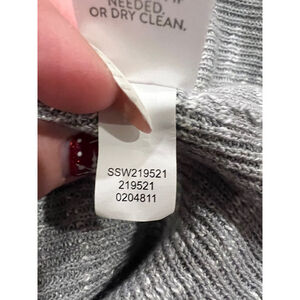 NEEDED,
OR DRY CLEAN.
SSW219521
219521
0204811